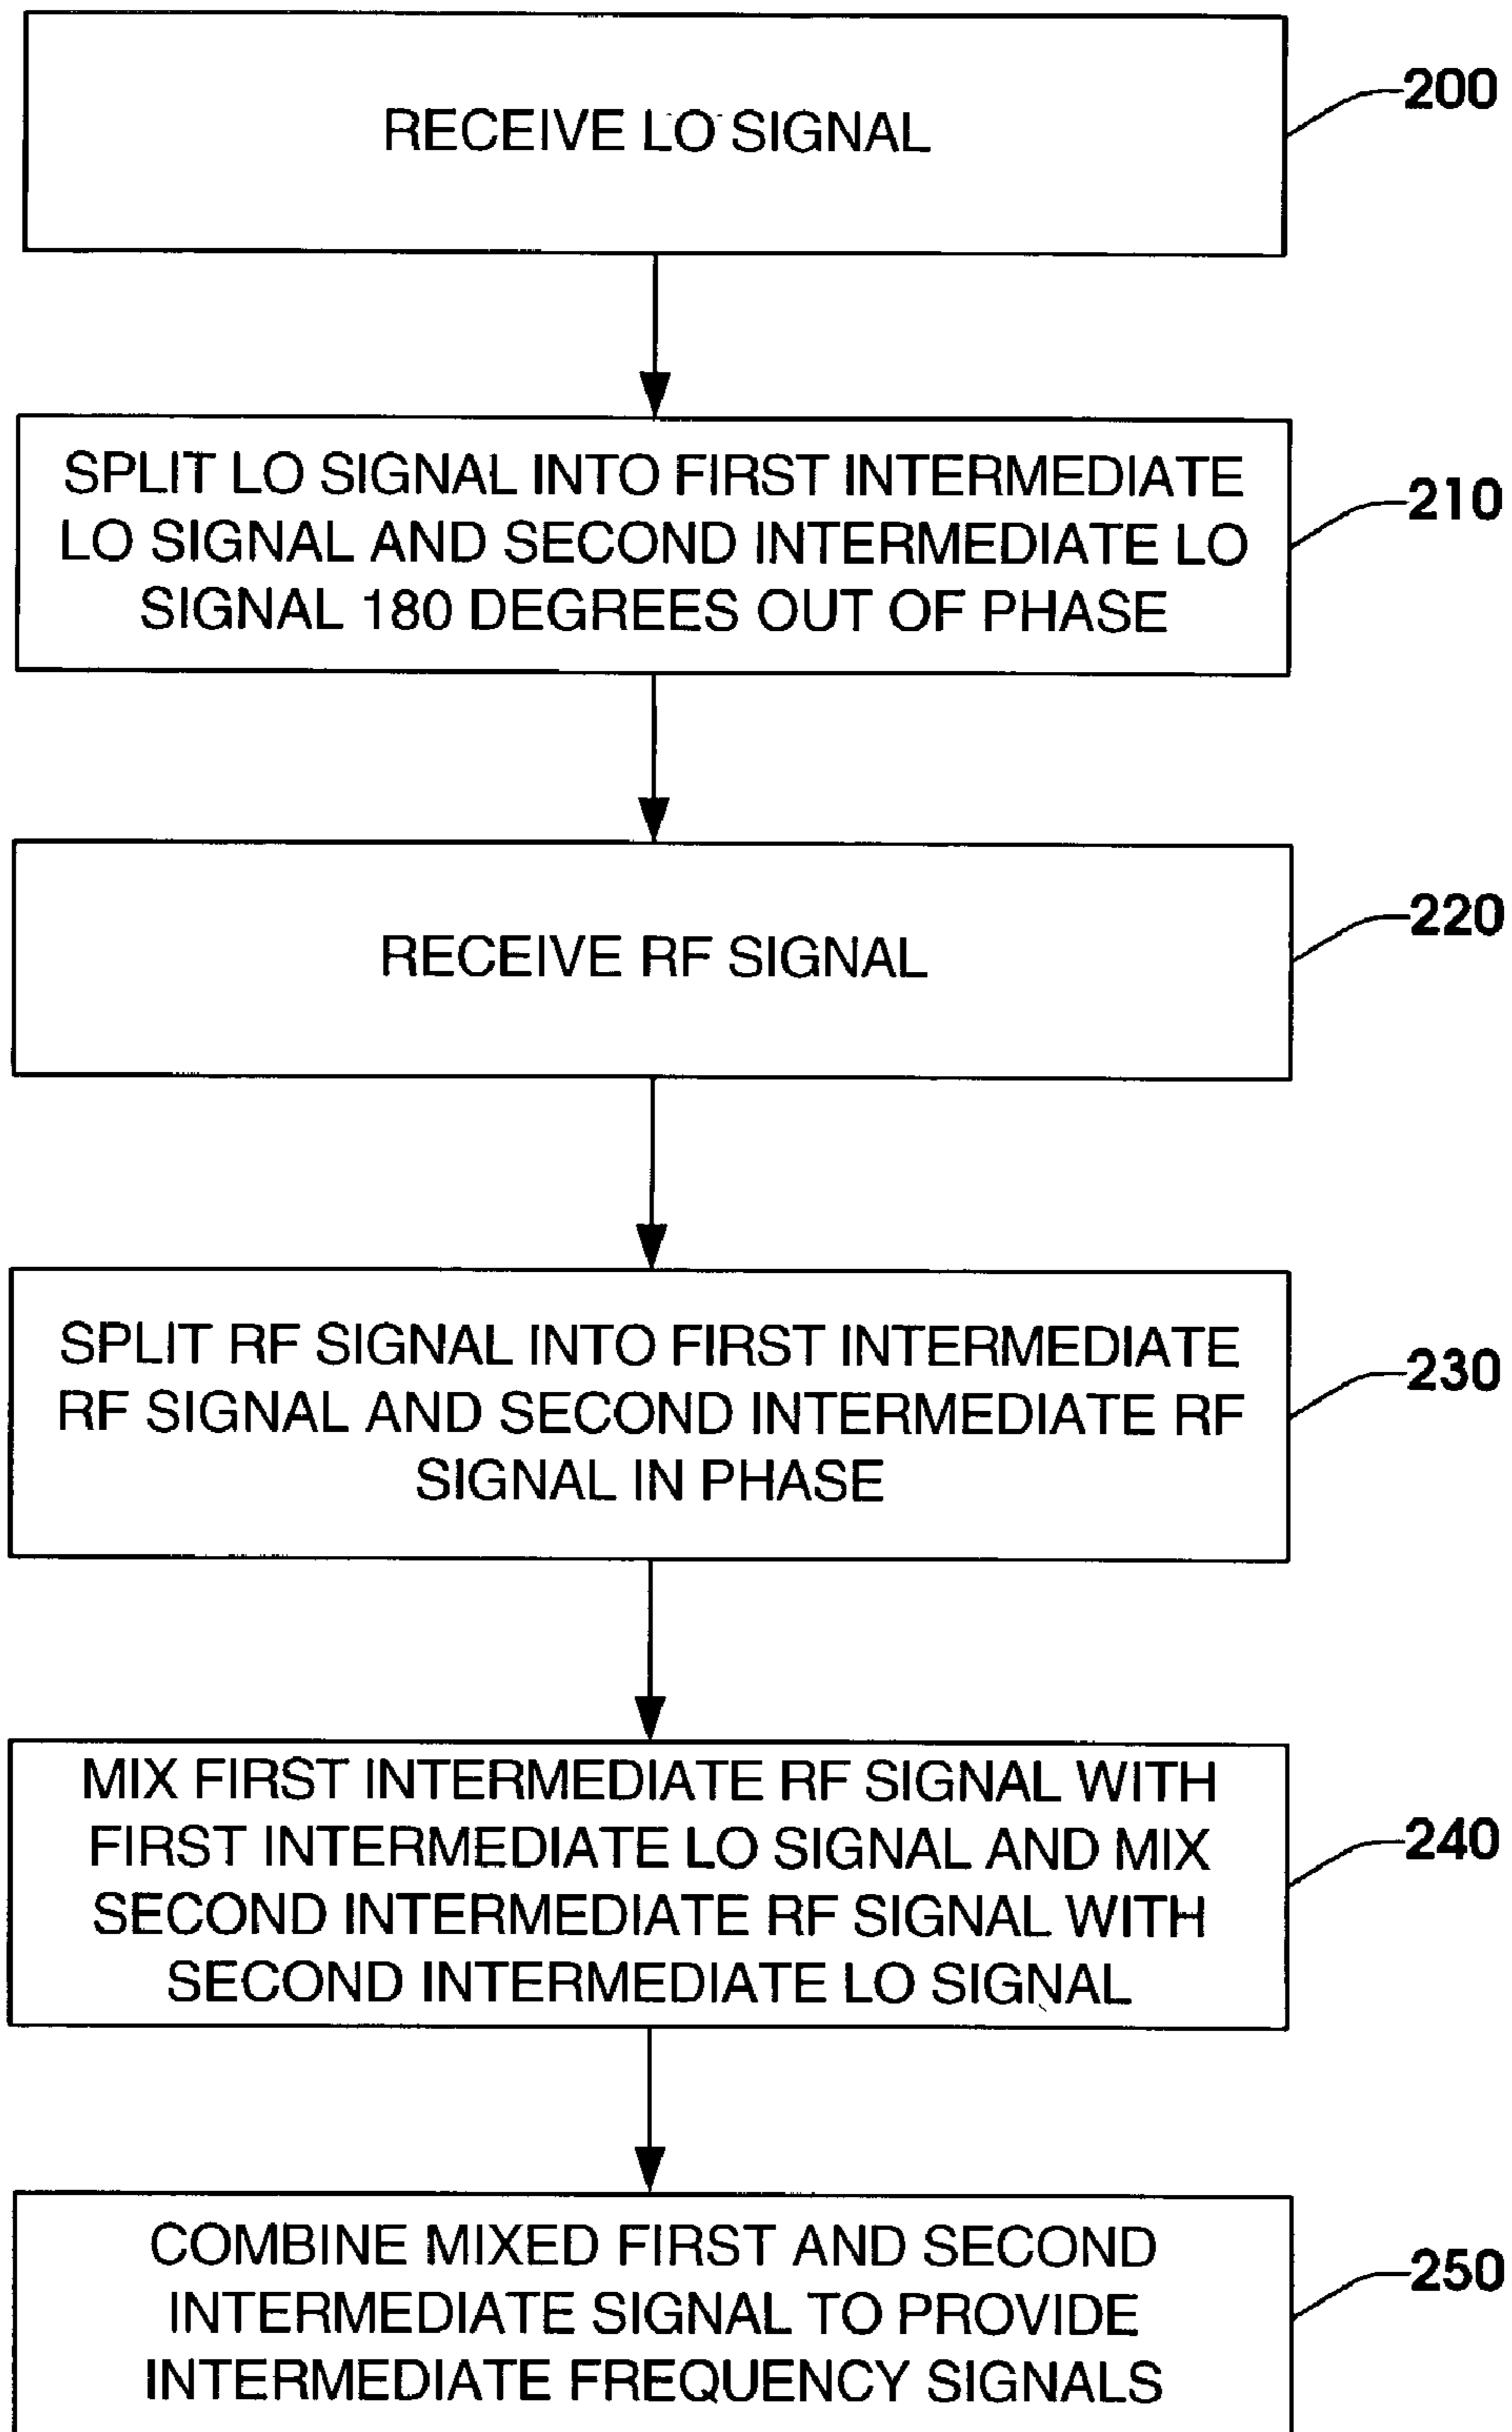 RECEIVE LO SIGNAL
200
SPLIT LO SIGNAL INTO FIRST INTERMEDIATE
LO SIGNAL AND SECOND INTERMEDIATE LO
SIGNAL 180 DEGREES OUT OF PHASE
210
RECEIVE RF SIGNAL
220
SPLIT RF SIGNAL INTO FIRST INTERMEDIATE
RF SIGNAL AND SECOND INTERMEDIATE RF
SIGNAL IN PHASE
230
MIX FIRST INTERMEDIATE RF SIGNAL WITH
FIRST INTERMEDIATE LO SIGNAL AND MIX
SECOND INTERMEDIATE RF SIGNAL WITH
SECOND INTERMEDIATE LO SIGNAL
240
COMBINE MIXED FIRST AND SECOND
INTERMEDIATE SIGNAL TO PROVIDE
INTERMEDIATE FREQUENCY SIGNALS
250